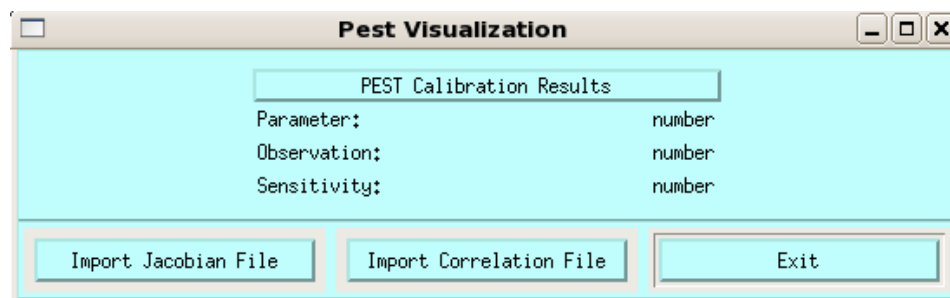 Pest Visualization
PEST Calibration Results
Parameter: number
Observation: number
Sensitivity: number
Import Jacobian File Import Correlation File Exit